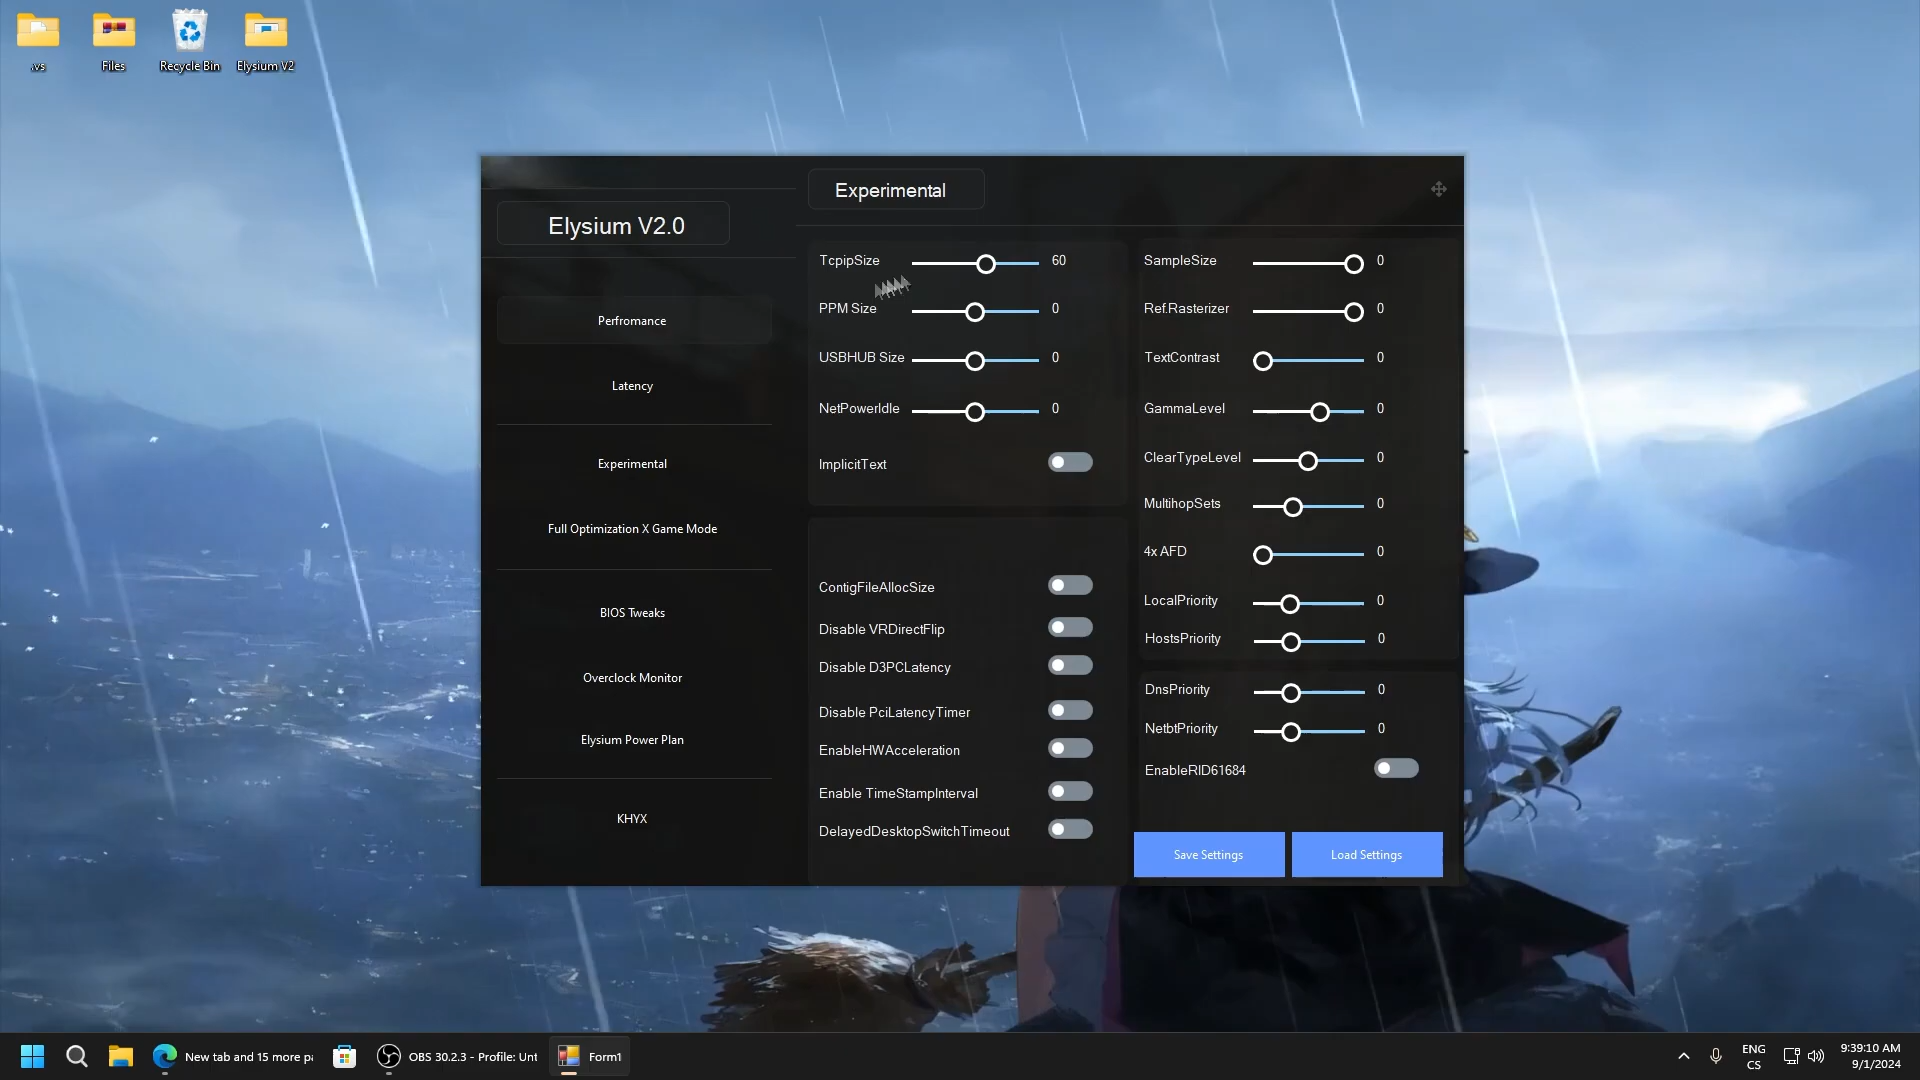 .vs
Files
Recycle Bin
Elysium V2
Elysium V2.0
Perfromance
Latency
Experimental
Full Optimization X Game Mode
BIOS Tweaks
Overclock Monitor
Elysium Power Plan
KHYX
Experimental
TcpipSize 60
PPM Size 0
USBHUB Size 0
NetPowerIdle 0
ImplicitText
ContigFileAllocSize
Disable VRDirectFlip
Disable D3PCLatency
Disable PciLatencyTimer
EnableHWAcceleration
Enable TimeStampInterval
DelayedDesktopSwitchTimeout
SampleSize 0
Ref.Rasterizer 0
TextContrast 0
GammaLevel 0
ClearTypeLevel 0
MultihopSets 0
4x AFD 0
LocalPriority 0
HostsPriority 0
DnsPriority 0
NetbtPriority 0
EnableRID61684
Save Settings
Load Settings
New tab and 15 more pa
OBS 30.2.3 - Profile: Unt
Form1
ENG
CS
9:39:10 AM
9/1/2024